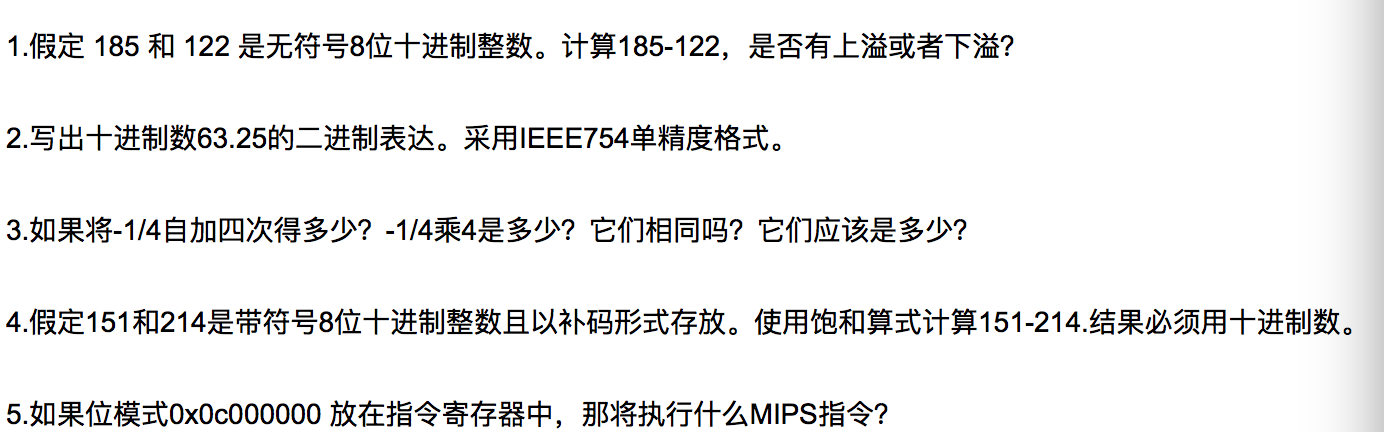 1.假定 185 和 122 是无符号8位十进制整数。计算185-122，是否有上溢或者下溢？
2.写出十进制数63.25的二进制表达。采用IEEE754单精度格式。
3.如果将-1/4自加四次得多少？-1/4乘4是多少？它们相同吗？它们应该是多少？
4.假定151和214是带符号8位十进制整数且以补码形式存放。使用饱和算式计算151-214.结果必须用十进制数。
5.如果位模式0x0c000000 放在指令寄存器中，那将执行什么MIPS指令？